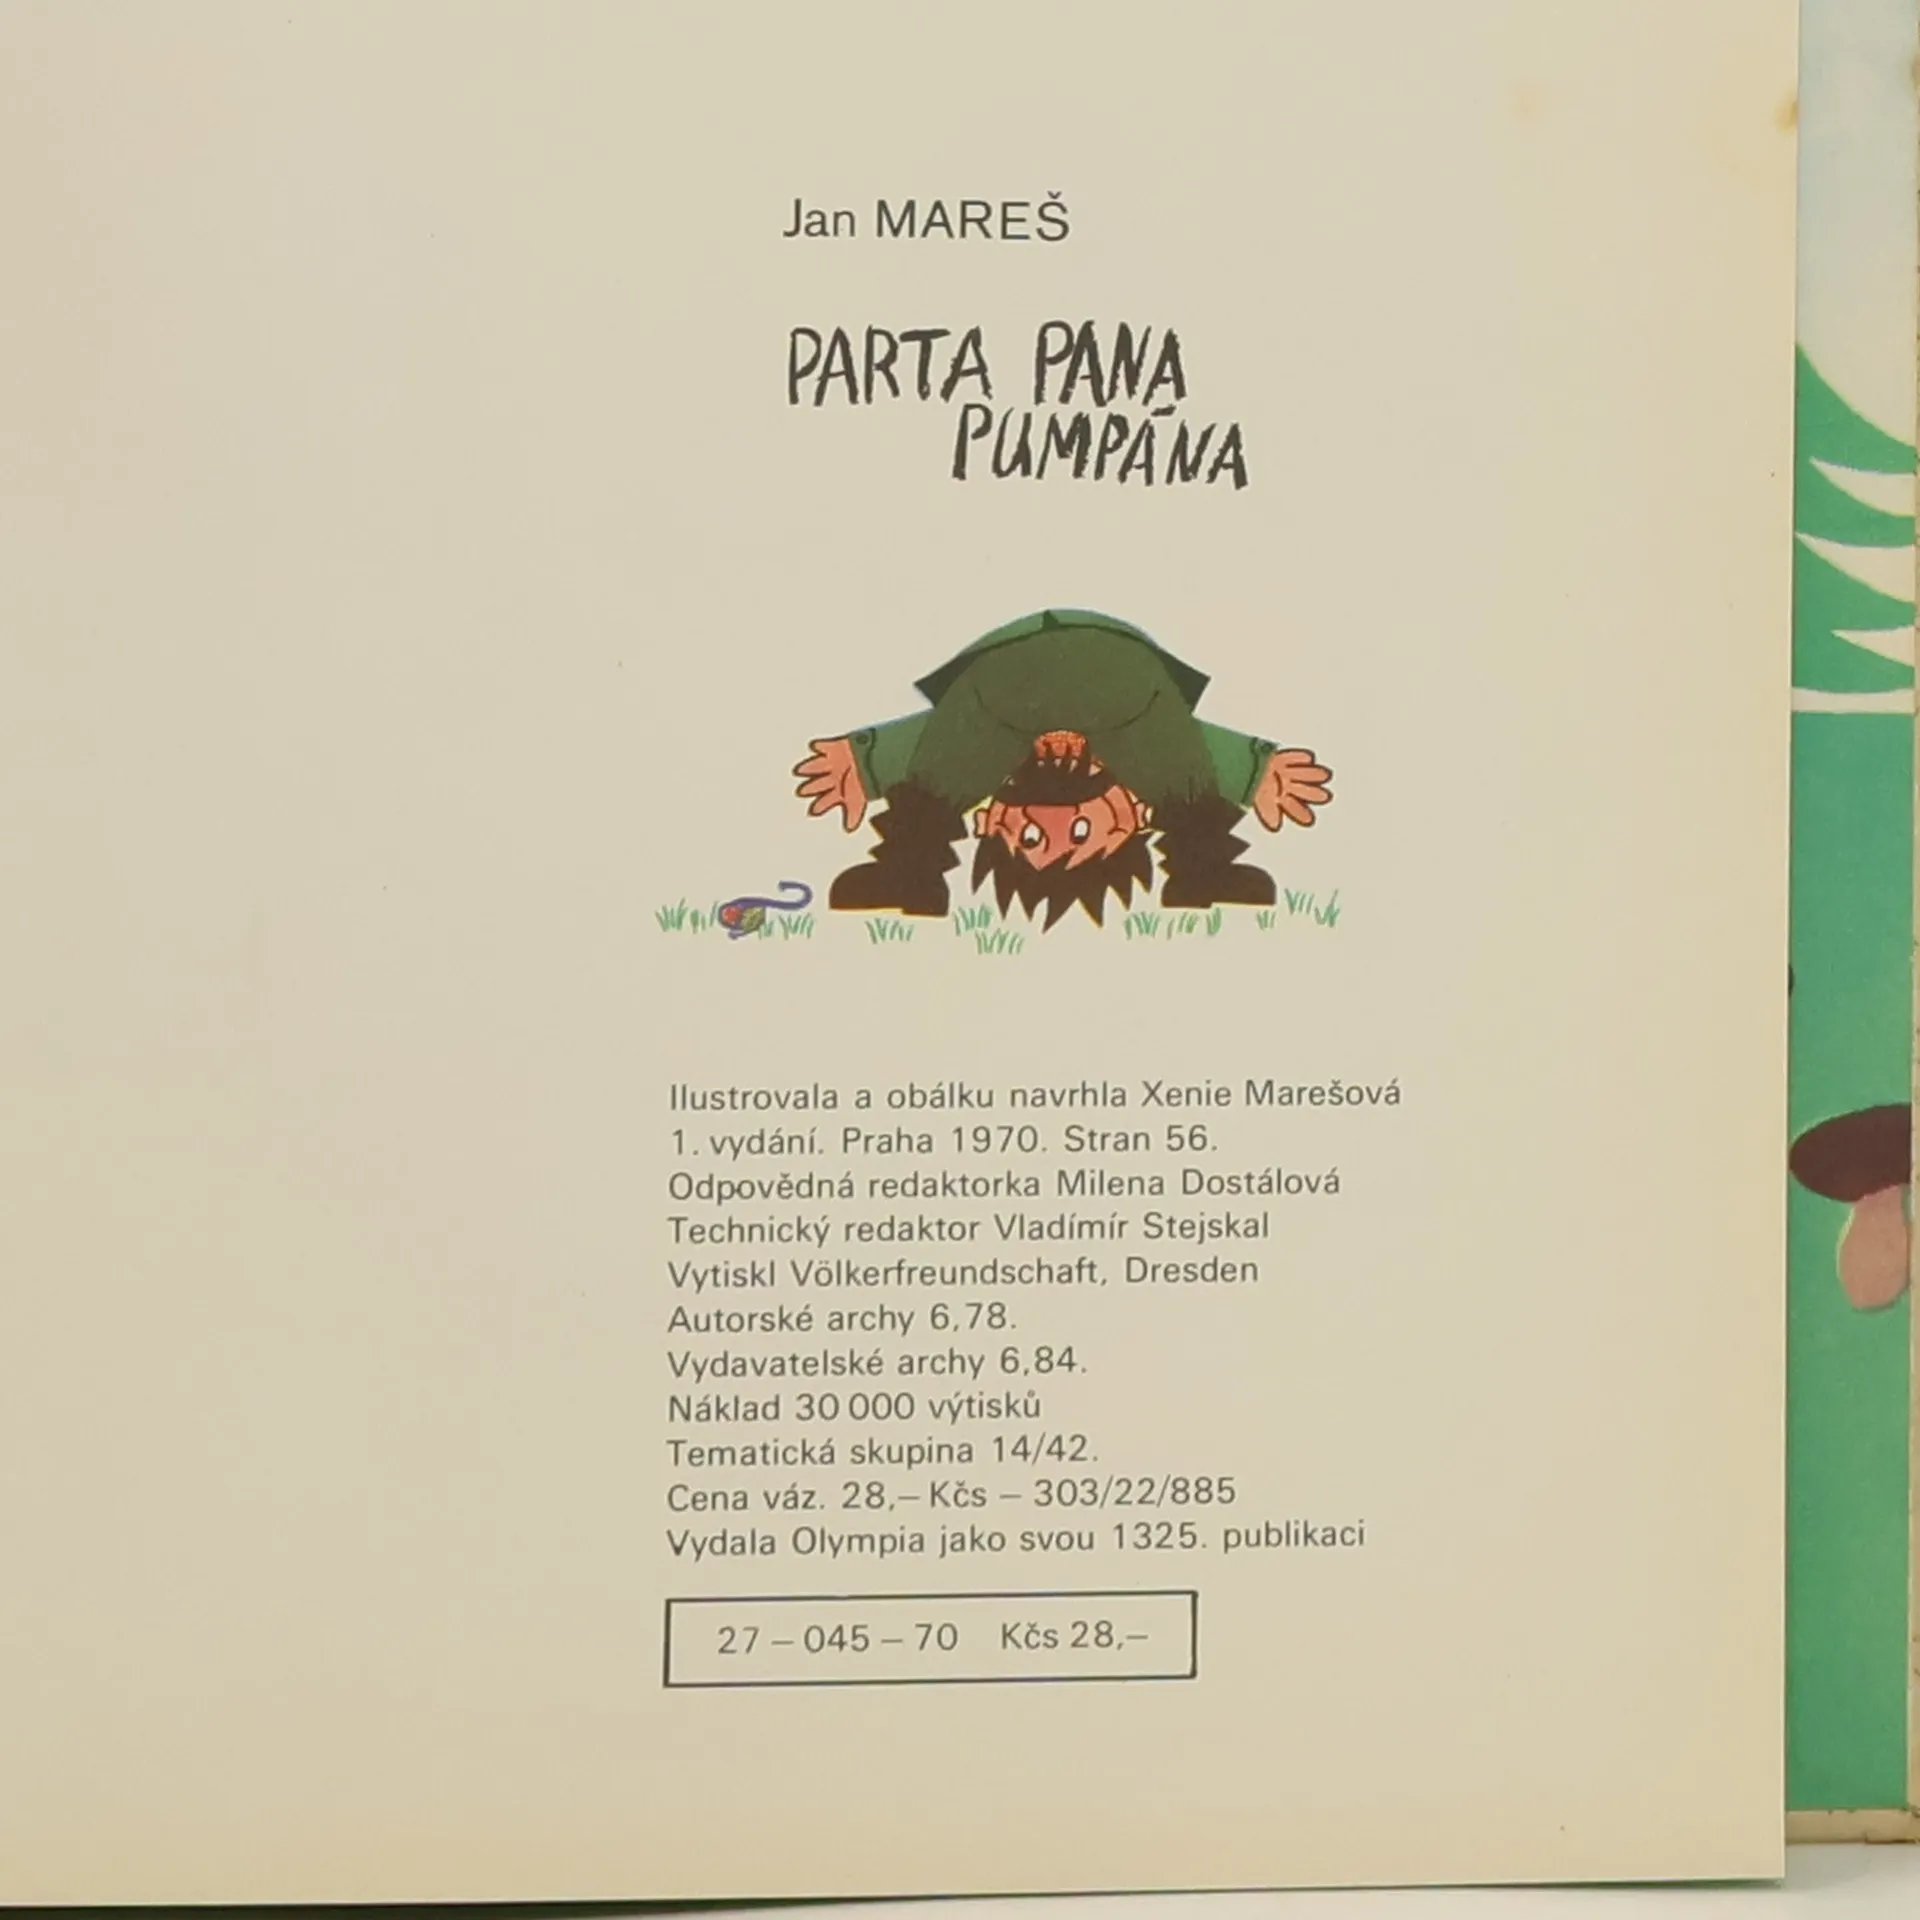 Jan MAREŠ
PARTA PANA
PUMPÁNA
Ilustrovala a obálku navrhla Xenie Marešová
1. vydání. Praha 1970. Stran 56.
Odpovědná redaktorka Milena Dostálová
Technický redaktor Vladímír Stejskal
Vytiskl Völkerfreundschaft, Dresden
Autorské archy 6,78.
Vydavatelské archy 6,84.
Náklad 30 000 výtisků
Tematická skupina 14/42.
Cena váz. 28,– Kčs – 303/22/885
Vydala Olympia jako svou 1325. publikaci
27 – 045 – 70 Kčs 28,–